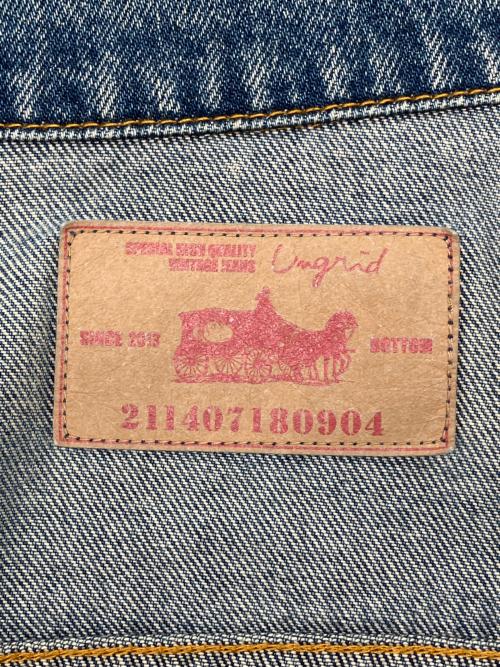 SPECIAL HIGH QUALITY
VINTAGE JEANS
Ungrid
SINCE 2013
BOTTOM
211407180904